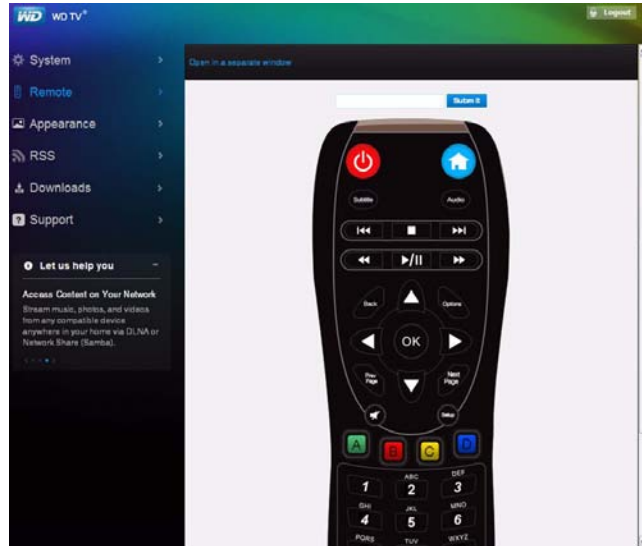 WD WD TV®
Logout
System
Remote
Appearance
RSS
Downloads
Support
Let us help you
Access Content on Your Network
Stream music, photos, and videos
from any compatible device
anywhere in your home via DLNA or
Network Share (Samba).
Open in a separate window
Submit
Subtitle Audio
Back Options
OK
Prev Page
Next Page
Setup
A B C D
ABC DEF
1 2 3
GHI JKL MNO
4 5 6
PQRS TUV WXYZ